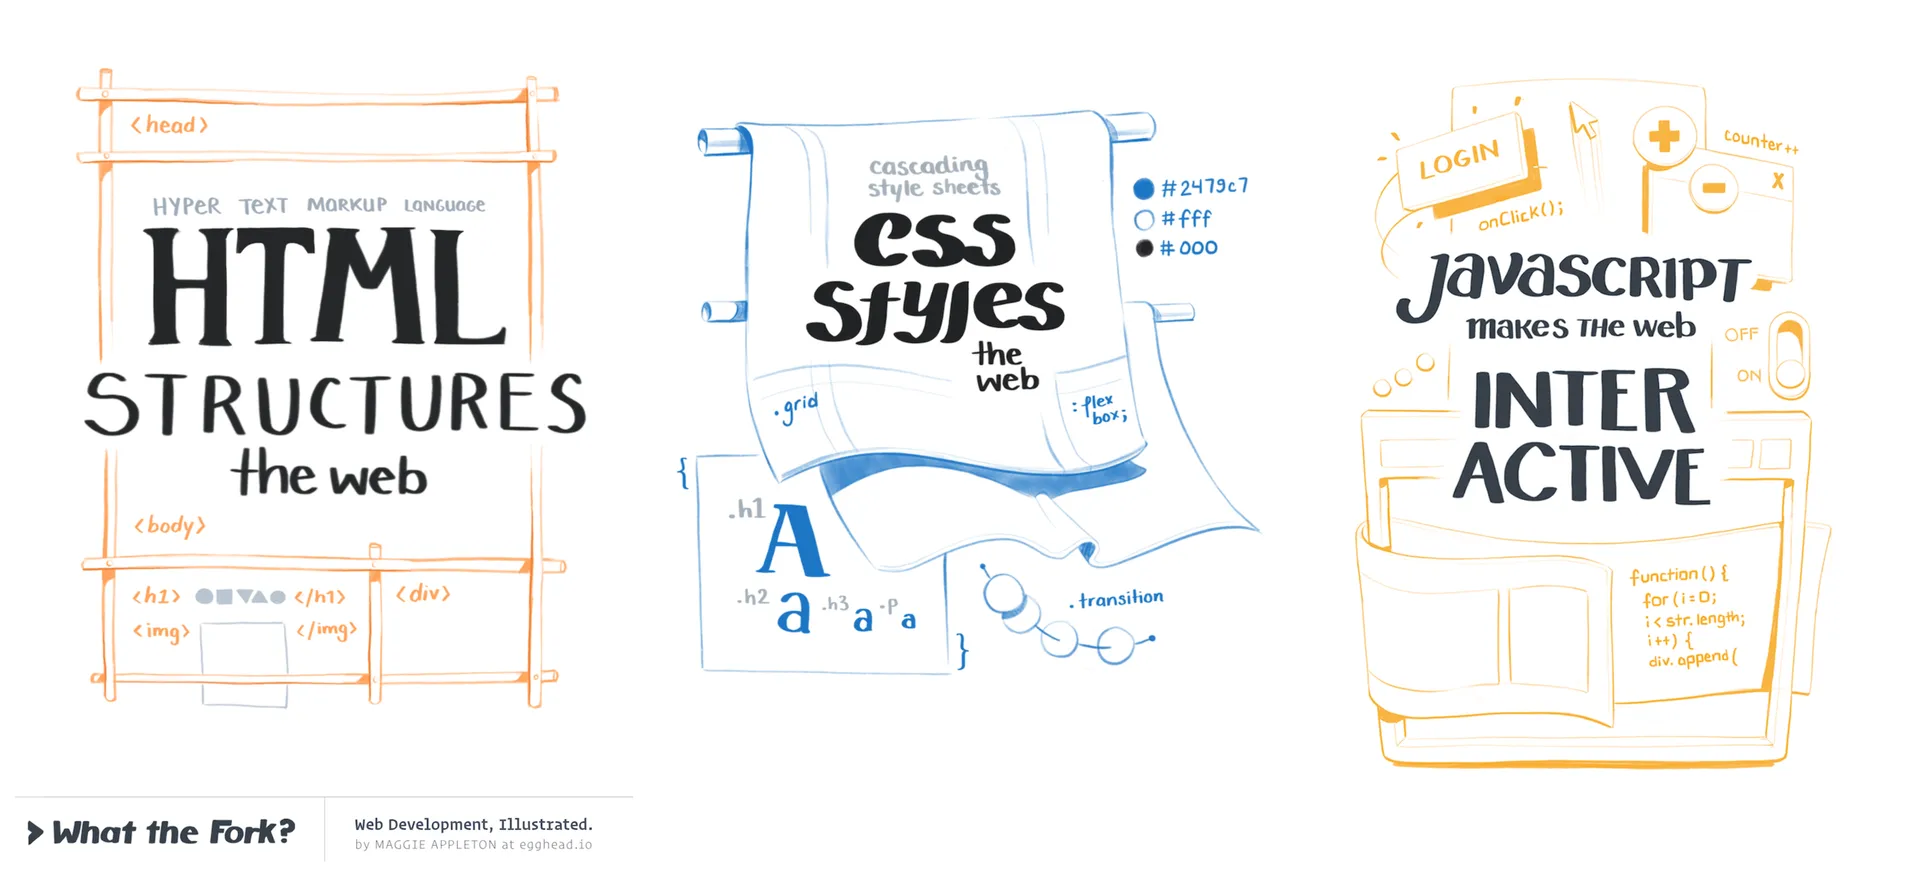 <head>
HYPER TEXT MARKUP LANGUAGE
HTML
STRUCTURES
the web
<body>
<h1> </h1>
<img> </img>
<div>
cascading
style sheets
css
styles
the
web
#2479c7
#fff
#000
.grid
:flex
box;
{
.h1 A
.h2 a .h3 a .p a
}
.transition
LOGIN
onClick();
counter++
X
JAVASCRIPT
makes the web
INTER
ACTIVE
OFF
ON
function() {
for (i=0;
i< str.length;
i++) {
div.append(
What the Fork?
Web Development, Illustrated.
by MAGGIE APPLETON at egghead.io